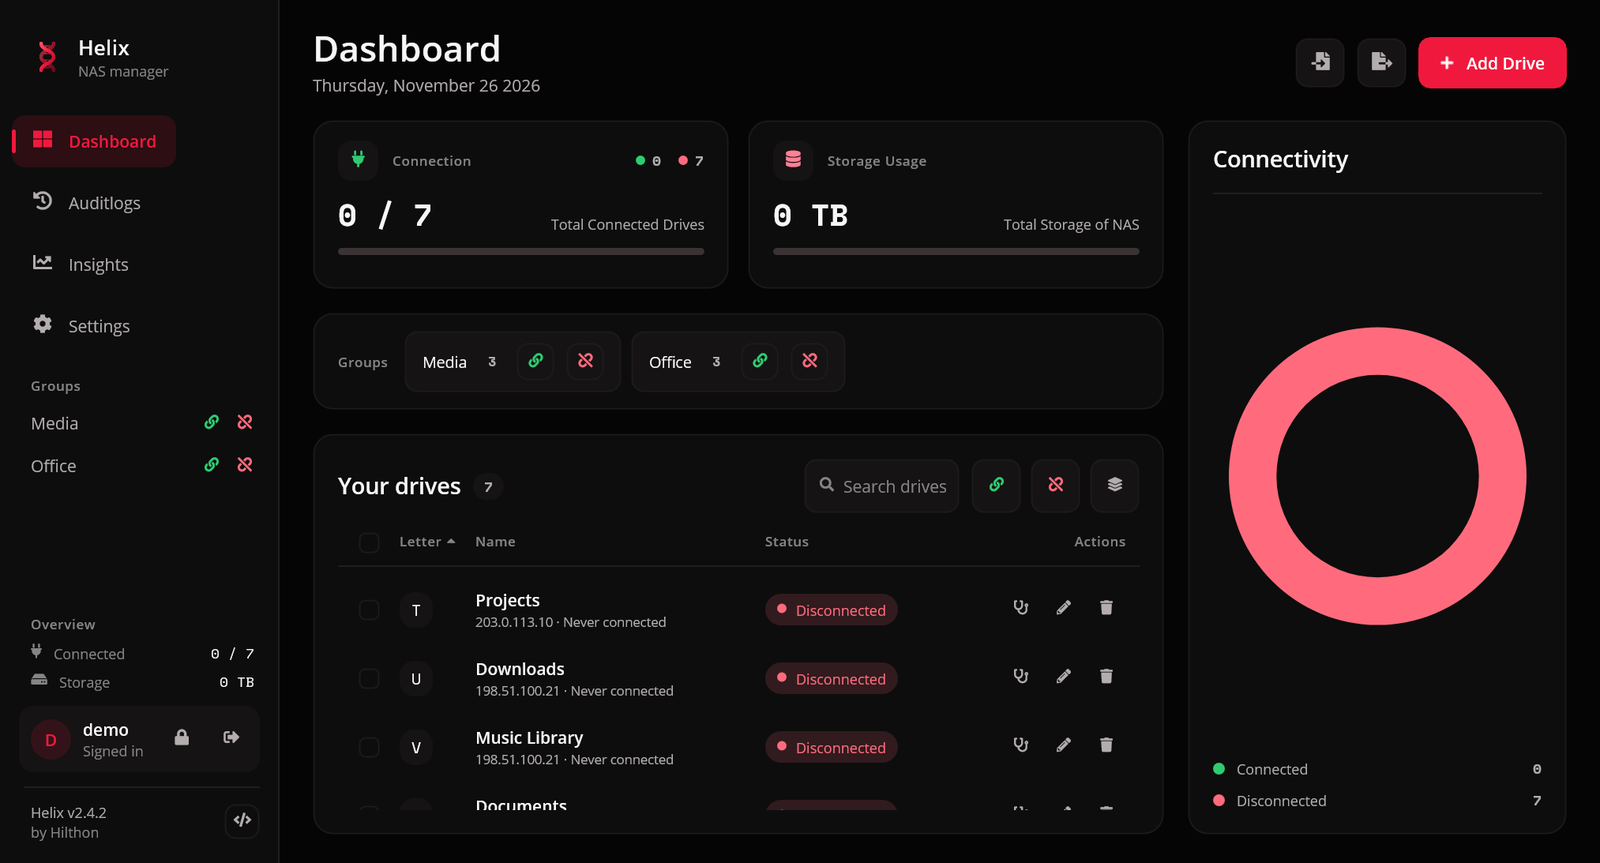 Helix
NAS manager
Dashboard
Auditlogs
Insights
Settings
Groups
Media
Office
Overview
Connected 0 / 7
Storage 0 TB
D
demo
Signed in
Helix v2.4.2
by Hilthon
Dashboard
Thursday, November 26 2026
Add Drive
Connection 0 7
0 / 7 Total Connected Drives
Storage Usage
0 TB Total Storage of NAS
Groups Media 3 Office 3
Your drives 7 Search drives
Letter Name Status Actions
T Projects Disconnected
203.0.113.10 · Never connected
U Downloads Disconnected
198.51.100.21 · Never connected
V Music Library Disconnected
198.51.100.21 · Never connected
Documents
Connectivity
Connected 0
Disconnected 7